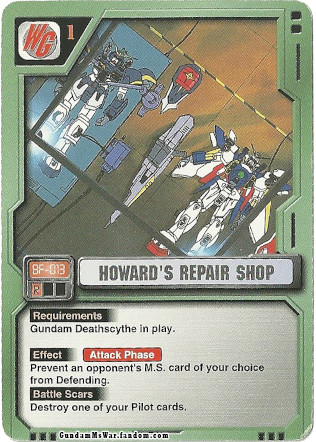 WG 1
BF-013
HOWARD'S REPAIR SHOP
R
Requirements
Gundam Deathscythe in play.
Effect Attack Phase
Prevent an opponent's M.S. card of your choice
from Defending.
Battle Scars
Destroy one of your Pilot cards.
GundamMsWar.fandom.com